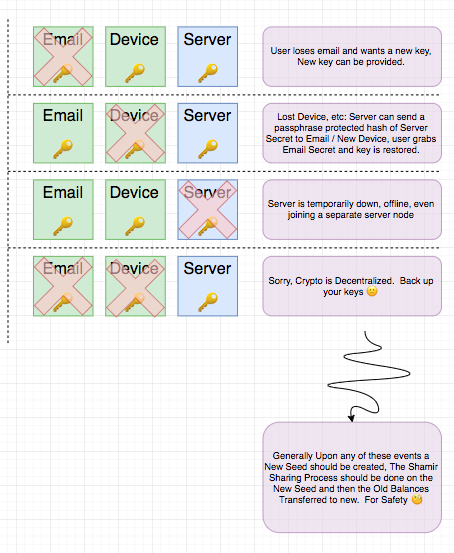 Email Device Server
User loses email and wants a new key,
New key can be provided.
Email Device Server
Lost Device, etc: Server can send a
passphrase protected hash of Server
Secret to Email / New Device, user grabs
Email Secret and key is restored.
Email Device Server
Server is temporarily down, offline, even
joining a separate server node
Email Device Server
Sorry, Crypto is Decentralized. Back up
your keys 🙁
Generally Upon any of these events a
New Seed should be created, The Shamir
Sharing Process should be done on
the New Seed and then the Old Balances
Transferred to new. For Safety 🧐